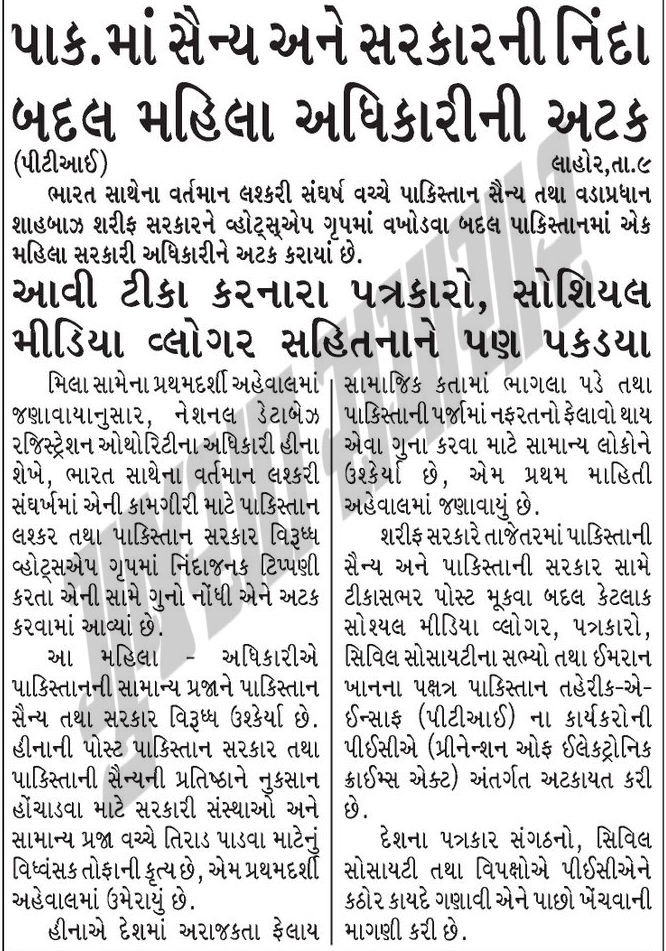 પાક.માં સૈન્ય અને સરકારની નિંદા
બદલ મહિલા અધિકારીની અટક
(પીટીઆઈ) લાહોર,તા.૯
ભારત સાથેના વર્તમાન લશ્કરી સંઘર્ષ વચ્ચે પાકિસ્તાન સૈન્ય તથા વડાપ્રધાન
શાહબાઝ શરીફ સરકારને વ્હોટ્સ્એપ ગૃપમાં વખોડવા બદલ પાકિસ્તાનમાં એક
મહિલા સરકારી અધિકારીને અટક કરાયાં છે.
આવી ટીકા કરનારા પત્રકારો, સોશિયલ
મીડિયા વ્લોગર સહિતનાને પણ પકડયા
મિલા સામેના પ્રથમદર્શી અહેવાલમાં
જણાવાયાનુસાર, નેશનલ ડેટાબેઝ
રજિસ્ટ્રેશન ઓથોરિટીના અધિકારી હીના
શેખે, ભારત સાથેના વર્તમાન લશ્કરી
સંઘર્ષમાં એની કામગીરી માટે પાકિસ્તાન
લશ્કર તથા પાકિસ્તાન સરકાર વિરૂધ્ધ
વ્હોટ્સએપ ગૃપમાં નિંદાજનક ટિપ્પણી
કરતા એની સામે ગુનો નોંધી એને અટક
કરવામાં આવ્યાં છે.
આ મહિલા - અધિકારીએ
પાકિસ્તાનની સામાન્ય પ્રજાને પાકિસ્તાન
સૈન્ય તથા સરકાર વિરૂધ્ધ ઉશ્કેર્યા છે.
હીનાની પોસ્ટ પાકિસ્તાન સરકાર તથા
પાકિસ્તાની સૈન્યની પ્રતિષ્ઠાને નુકસાન
હોંચાડવા માટે સરકારી સંસ્થાઓ અને
સામાન્ય પ્રજા વચ્ચે તિરાડ પાડવા માટેનું
વિધ્વંસક તોફાની કૃત્ય છે, એમ પ્રથમદર્શી
અહેવાલમાં ઉમેરાયું છે.
હીનાએ દેશમાં અરાજકતા ફેલાય
સામાજિક કતામાં ભાગલા પડે તથા
પાકિસ્તાની પર્જામાં નફરતનો ફેલાવો થાય
એવા ગુના કરવા માટે સામાન્ય લોકોને
ઉશ્કેર્યા છે, એમ પ્રથમ માહિતી
અહેવાલમાં જણાવાયું છે.
શરીફ સરકારે તાજેતરમાં પાકિસ્તાની
સૈન્ય અને પાકિસ્તાની સરકાર સામે
ટીકાસભર પોસ્ટ મૂકવા બદલ કેટલાક
સોશ્યલ મીડિયા વ્લોગર, પત્રકારો,
સિવિલ સોસાયટીના સભ્યો તથા ઈમરાન
ખાનના પક્ષત્ર પાકિસ્તાન તહેરીક-એ-
ઈન્સાફ (પીટીઆઈ) ના કાર્યકરોની
પીઈસીએ (પ્રીનેન્શન ઓફ ઈલેક્ટ્રોનિક
ક્રાઈમ્સ એક્ટ) અંતર્ગત અટકાયત કરી
છે.
દેશના પત્રકાર સંગઠનો, સિવિલ
સોસાયટી તથા વિપક્ષોએ પીઈસીએને
કઠોર કાયદે ગણાવી એને પાછો ખેંચવાની
માગણી કરી છે.